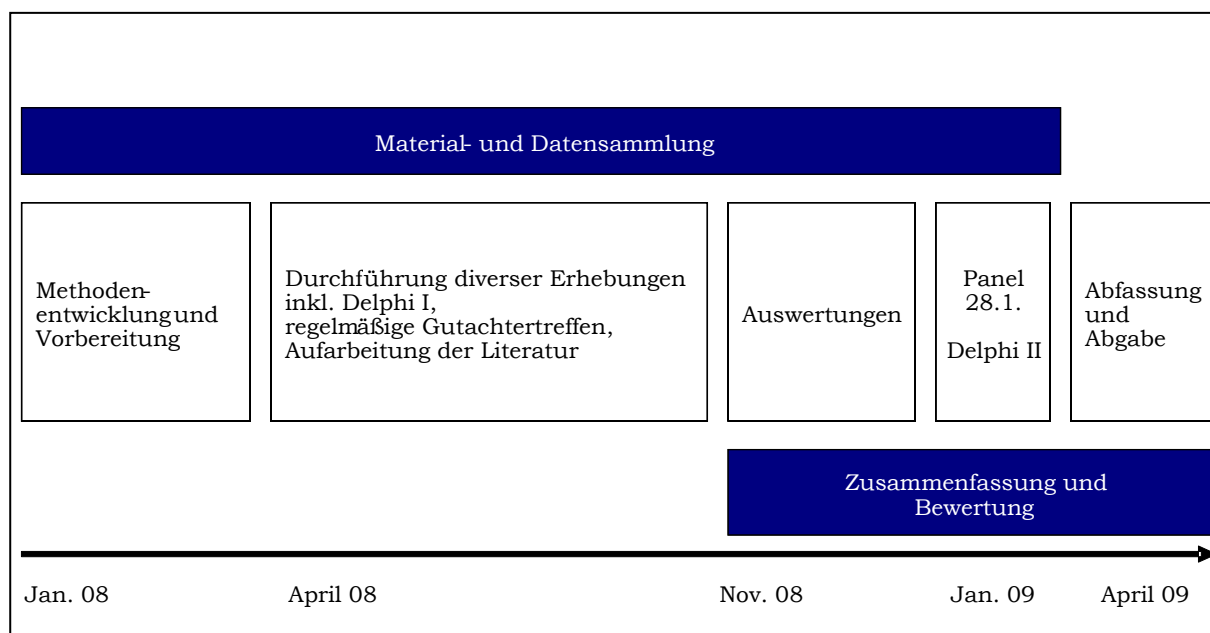 Material- und Datensammlung
Methoden-
entwicklung und
Vorbereitung
Durchführung diverser Erhebungen
inkl. Delphi I,
regelmäßige Gutachtertreffen,
Aufarbeitung der Literatur
Auswertungen
Panel
28.1.
Delphi II
Abfassung
und
Abgabe
Zusammenfassung und
Bewertung
Jan. 08
April 08
Nov. 08
Jan. 09
April 09